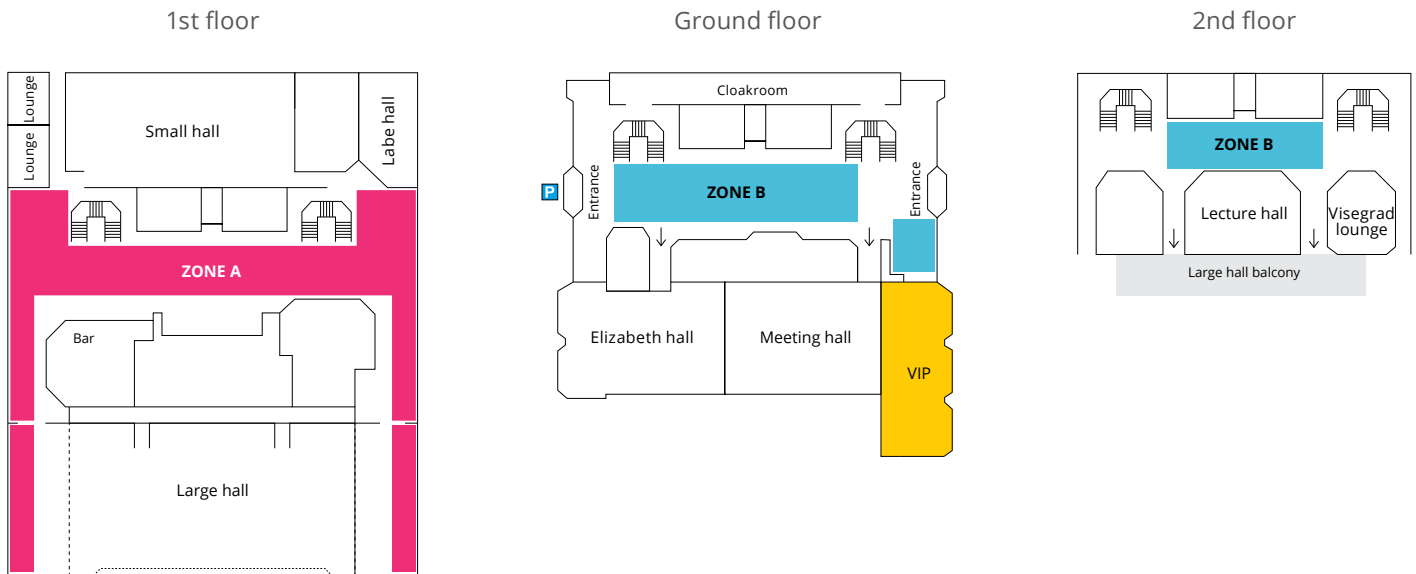 1st floor
Lounge
Lounge
Small hall
Labe hall
ZONE A
Bar
Large hall
Ground floor
Cloakroom
P
Entrance
ZONE B
Entrance
Elizabeth hall
Meeting hall
VIP
2nd floor
ZONE B
Lecture hall
Visegrad
lounge
Large hall balcony